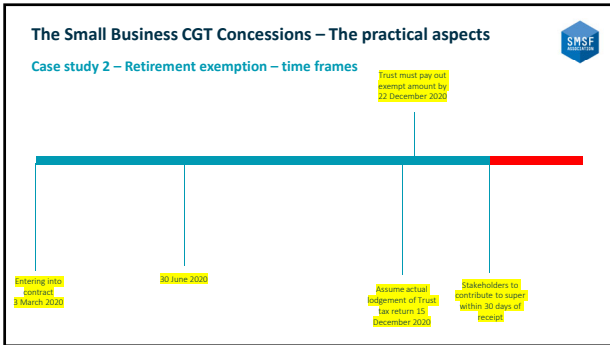 The Small Business CGT Concessions – The practical aspects
SMSF
ASSOCIATION
Case study 2 – Retirement exemption – time frames
Trust must pay out
exempt amount by
22 December 2020
Entering into
contract
3 March 2020
30 June 2020
Assume actual
lodgement of Trust
tax return 15
December 2020
Stakeholders to
contribute to super
within 30 days of
receipt